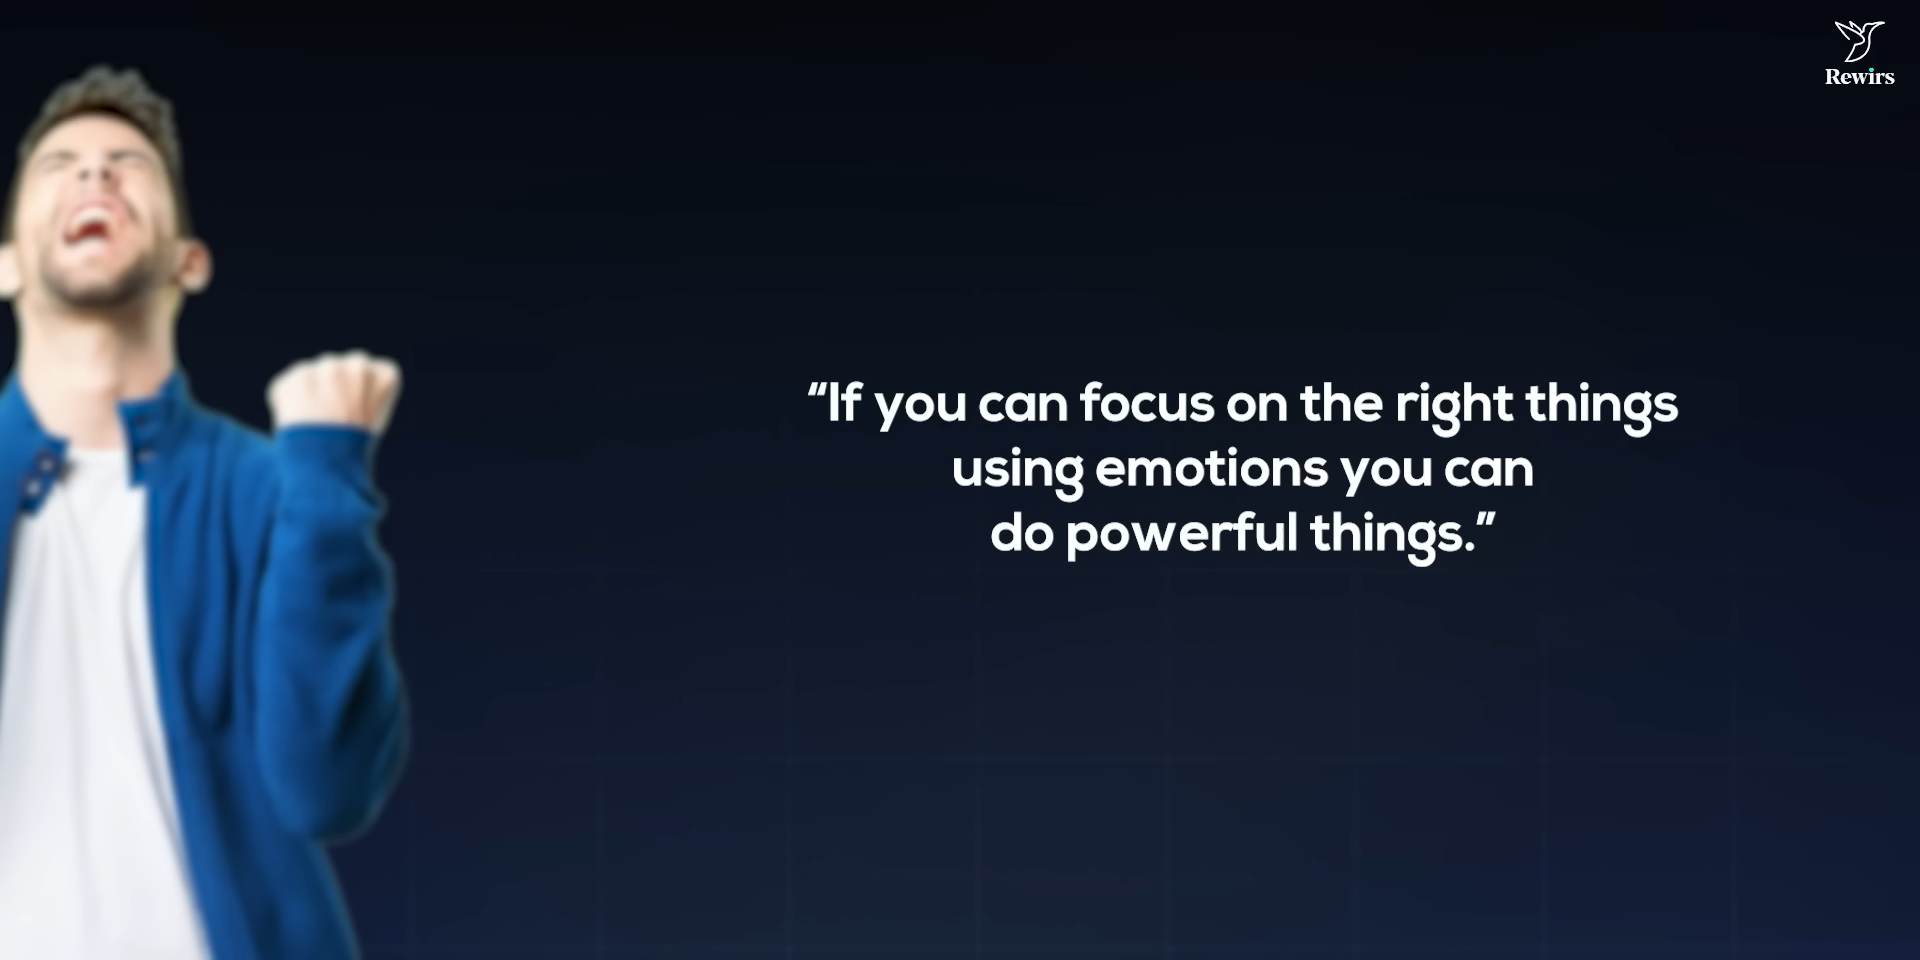 Rewirs
“If you can focus on the right things
using emotions you can
do powerful things.”